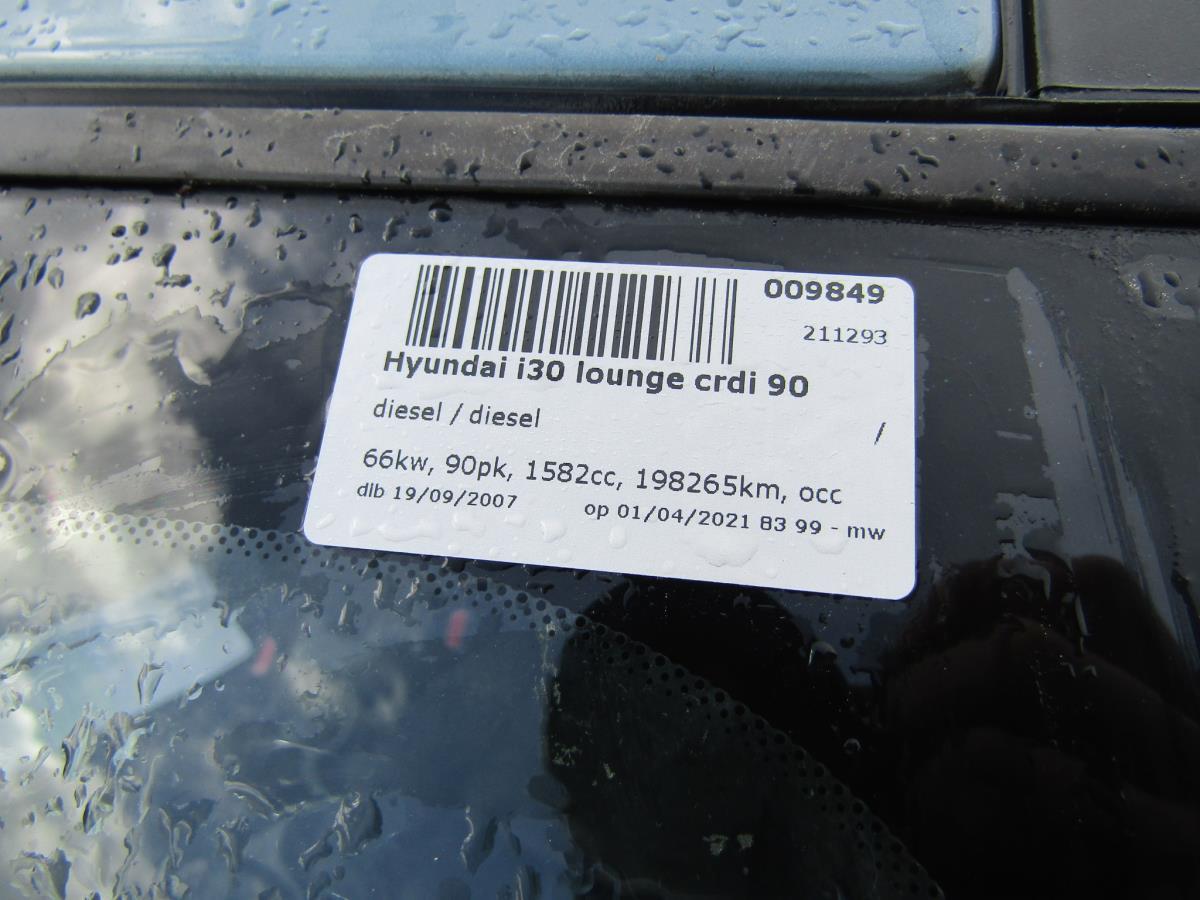 009849
211293
Hyundai i30 lounge crdi 90
diesel / diesel /
66kw, 90pk, 1582cc, 198265km, occ
dlb 19/09/2007 op 01/04/2021 83 99 - mw